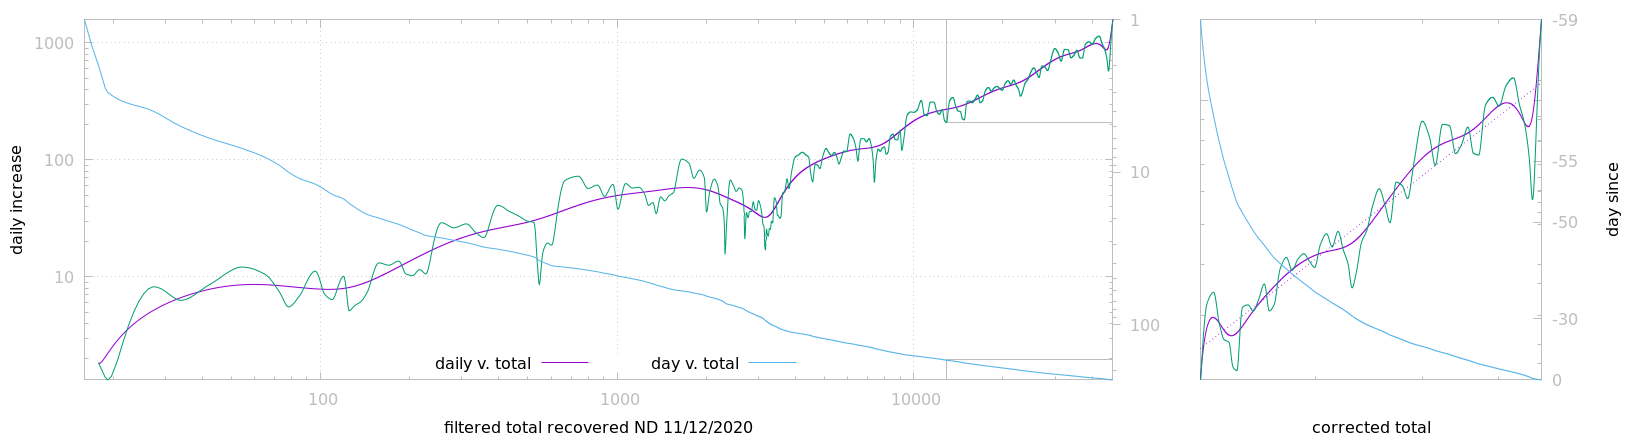 daily increase
1000
100
10
100
1000
10000
1
10
100
daily v. total
day v. total
filtered total recovered ND 11/12/2020
-59
-55
-50
-30
0
day since
corrected total